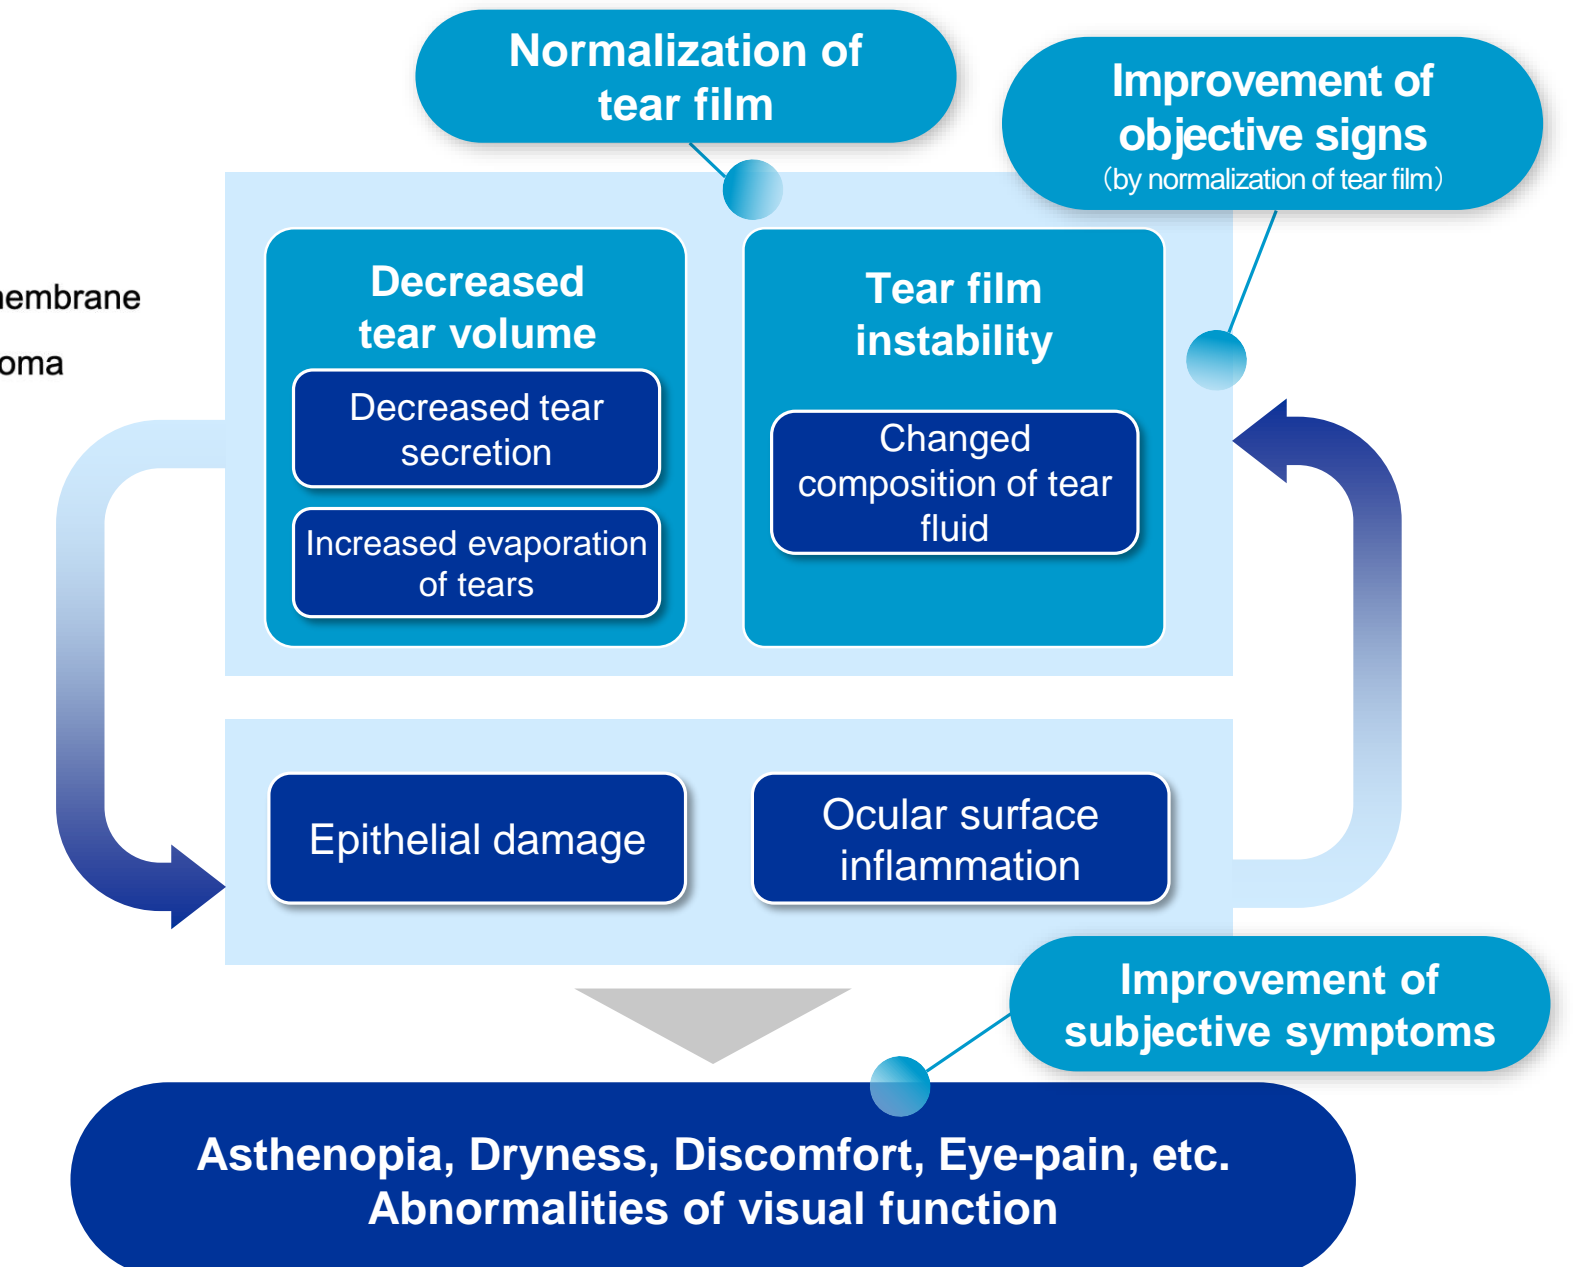 Normalization of
tear film
Improvement of
objective signs
（by normalization of tear film）
Decreased
tear volume
Decreased tear
secretion
Increased evaporation
of tears
Tear film
instability
Changed
composition of tear
fluid
Epithelial damage
Ocular surface
inflammation
Improvement of
subjective symptoms
Asthenopia, Dryness, Discomfort, Eye-pain, etc.
Abnormalities of visual function